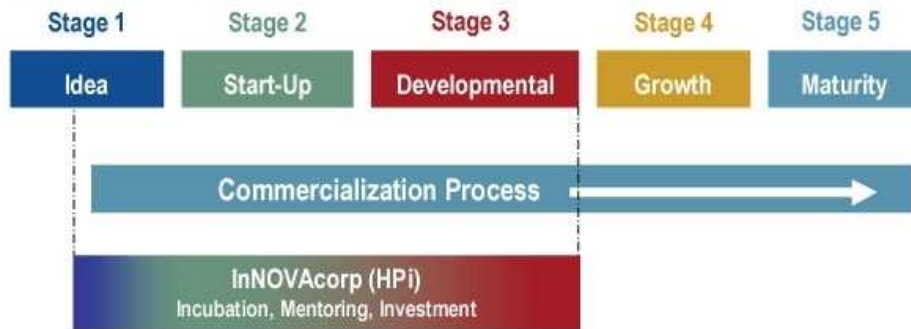 Stage 1 Stage 2 Stage 3 Stage 4 Stage 5
Idea Start-Up Developmental Growth Maturity
Commercialization Process
InNOVAcorp (HPi)
Incubation, Mentoring, Investment